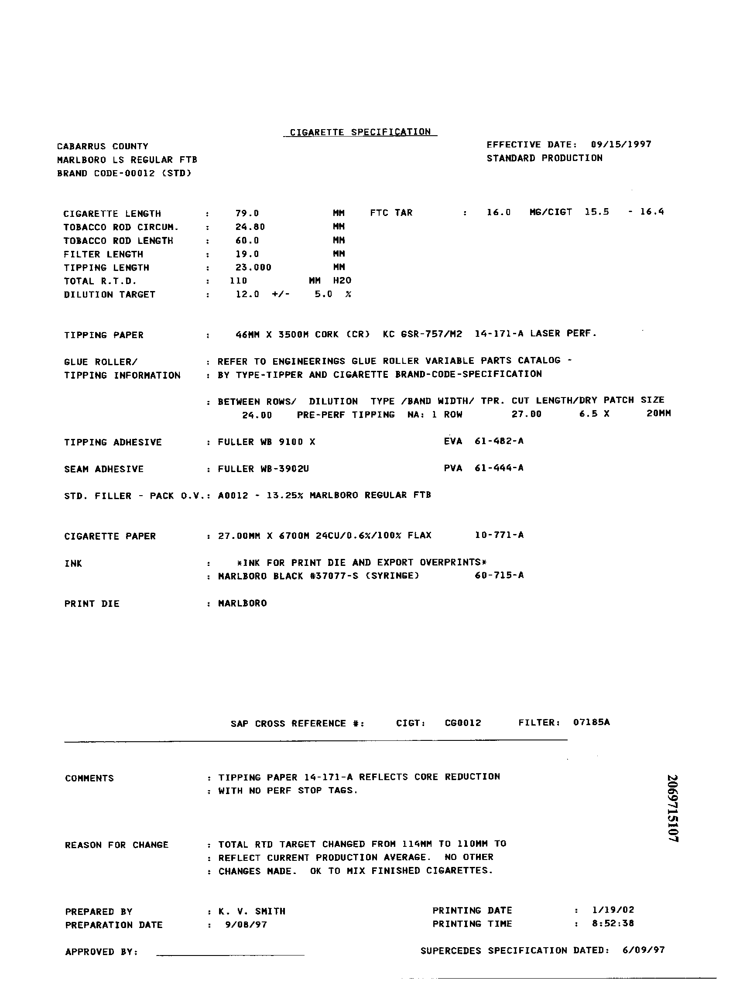 CIGARETTE SPECIFICATION
CABARRUS COUNTY EFFECTIVE DATE: 09/15/1997
MARLBORO LS REGULAR FTB STANDARD PRODUCTION
BRAND CODE-00012 (STD)
CIGARETTE LENGTH : 79.0 MM FTC TAR : 16.0 MG/CIGT 15.5 - 16.4
TOBACCO ROD CIRCUM. : 24.80 MM
TOBACCO ROD LENGTH : 60.0 MM
FILTER LENGTH : 19.0 MM
TIPPING LENGTH : 23.000 MM
TOTAL R.T.D. : 110 MM H2O
DILUTION TARGET : 12.0 +/- 5.0 %
TIPPING PAPER : 46MM X 3500M CORK (CR) KC GSR-757/M2 14-171-A LASER PERF.
GLUE ROLLER/ : REFER TO ENGINEERINGS GLUE ROLLER VARIABLE PARTS CATALOG -
TIPPING INFORMATION : BY TYPE-TIPPER AND CIGARETTE BRAND-CODE-SPECIFICATION
: BETWEEN ROWS/ DILUTION TYPE /BAND WIDTH/ TPR. CUT LENGTH/DRY PATCH SIZE
24.00 PRE-PERF TIPPING NA: 1 ROW 27.00 6.5 X 20MM
TIPPING ADHESIVE : FULLER WB 9100 X EVA 61-482-A
SEAM ADHESIVE : FULLER WB-3902U PVA 61-444-A
STD. FILLER - PACK O.V.: A0012 - 13.25% MARLBORO REGULAR FTB
CIGARETTE PAPER : 27.00MM X 6700M 24CU/0.6%/100% FLAX 10-771-A
INK : *INK FOR PRINT DIE AND EXPORT OVERPRINTS*
: MARLBORO BLACK #37077-S (SYRINGE) 60-715-A
PRINT DIE : MARLBORO
SAP CROSS REFERENCE #: CIGT: CG0012 FILTER: 07185A
COMMENTS : TIPPING PAPER 14-171-A REFLECTS CORE REDUCTION
: WITH NO PERF STOP TAGS.
2069715107
REASON FOR CHANGE : TOTAL RTD TARGET CHANGED FROM 114MM TO 110MM TO
: REFLECT CURRENT PRODUCTION AVERAGE. NO OTHER
: CHANGES MADE. OK TO MIX FINISHED CIGARETTES.
PREPARED BY : K. V. SMITH PRINTING DATE : 1/19/02
PREPARATION DATE : 9/08/97 PRINTING TIME : 8:52:38
APPROVED BY: SUPERCEDES SPECIFICATION DATED: 6/09/97